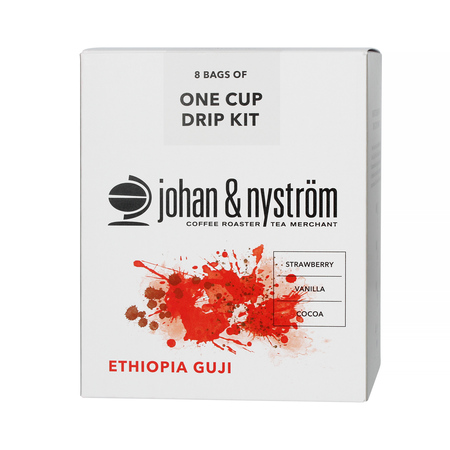 8 BAGS OF
ONE CUP
DRIP KIT
johan & nyström
COFFEE ROASTER TEA MERCHANT
STRAWBERRY
VANILLA
COCOA
ETHIOPIA GUJI